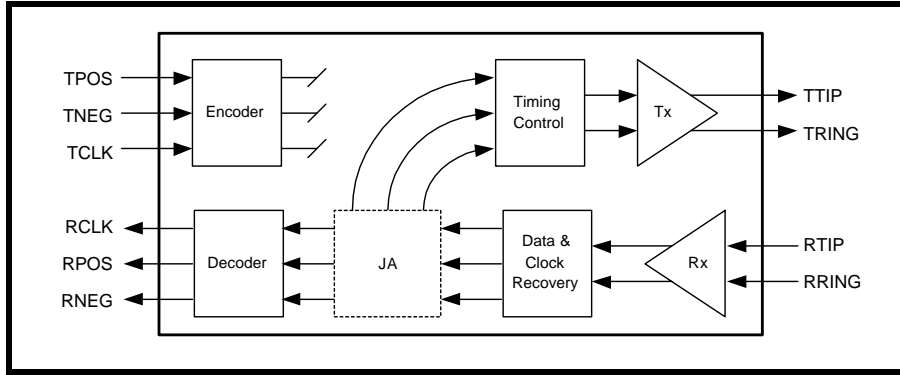 TPOS
TNEG
TCLK
Encoder
Timing
Control
Tx
TTIP
TRING
RCLK
RPOS
RNEG
Decoder
JA
Data &
Clock
Recovery
Rx
RTIP
RRING